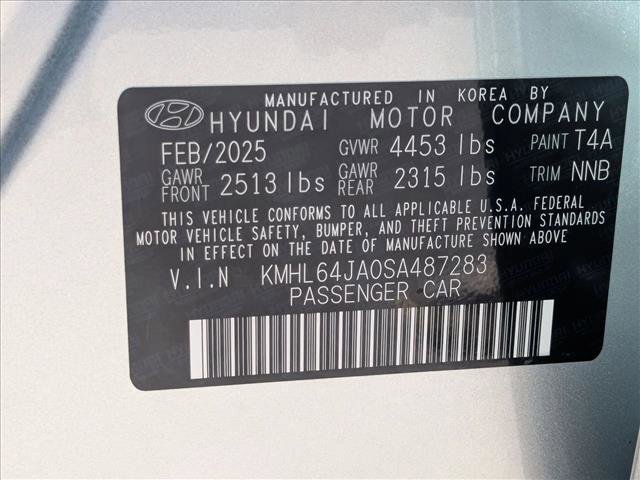 MANUFACTURED IN KOREA BY
HYUNDAI MOTOR COMPANY
FEB/2025 GVWR 4453 lbs PAINT T4A
GAWR FRONT 2513 lbs GAWR REAR 2315 lbs TRIM NNB
THIS VEHICLE CONFORMS TO ALL APPLICABLE U.S.A. FEDERAL
MOTOR VEHICLE SAFETY, BUMPER, AND THEFT PREVENTION STANDARDS
IN EFFECT ON THE DATE OF MANUFACTURE SHOWN ABOVE
V.I.N KMHL64JA0SA487283
PASSENGER CAR